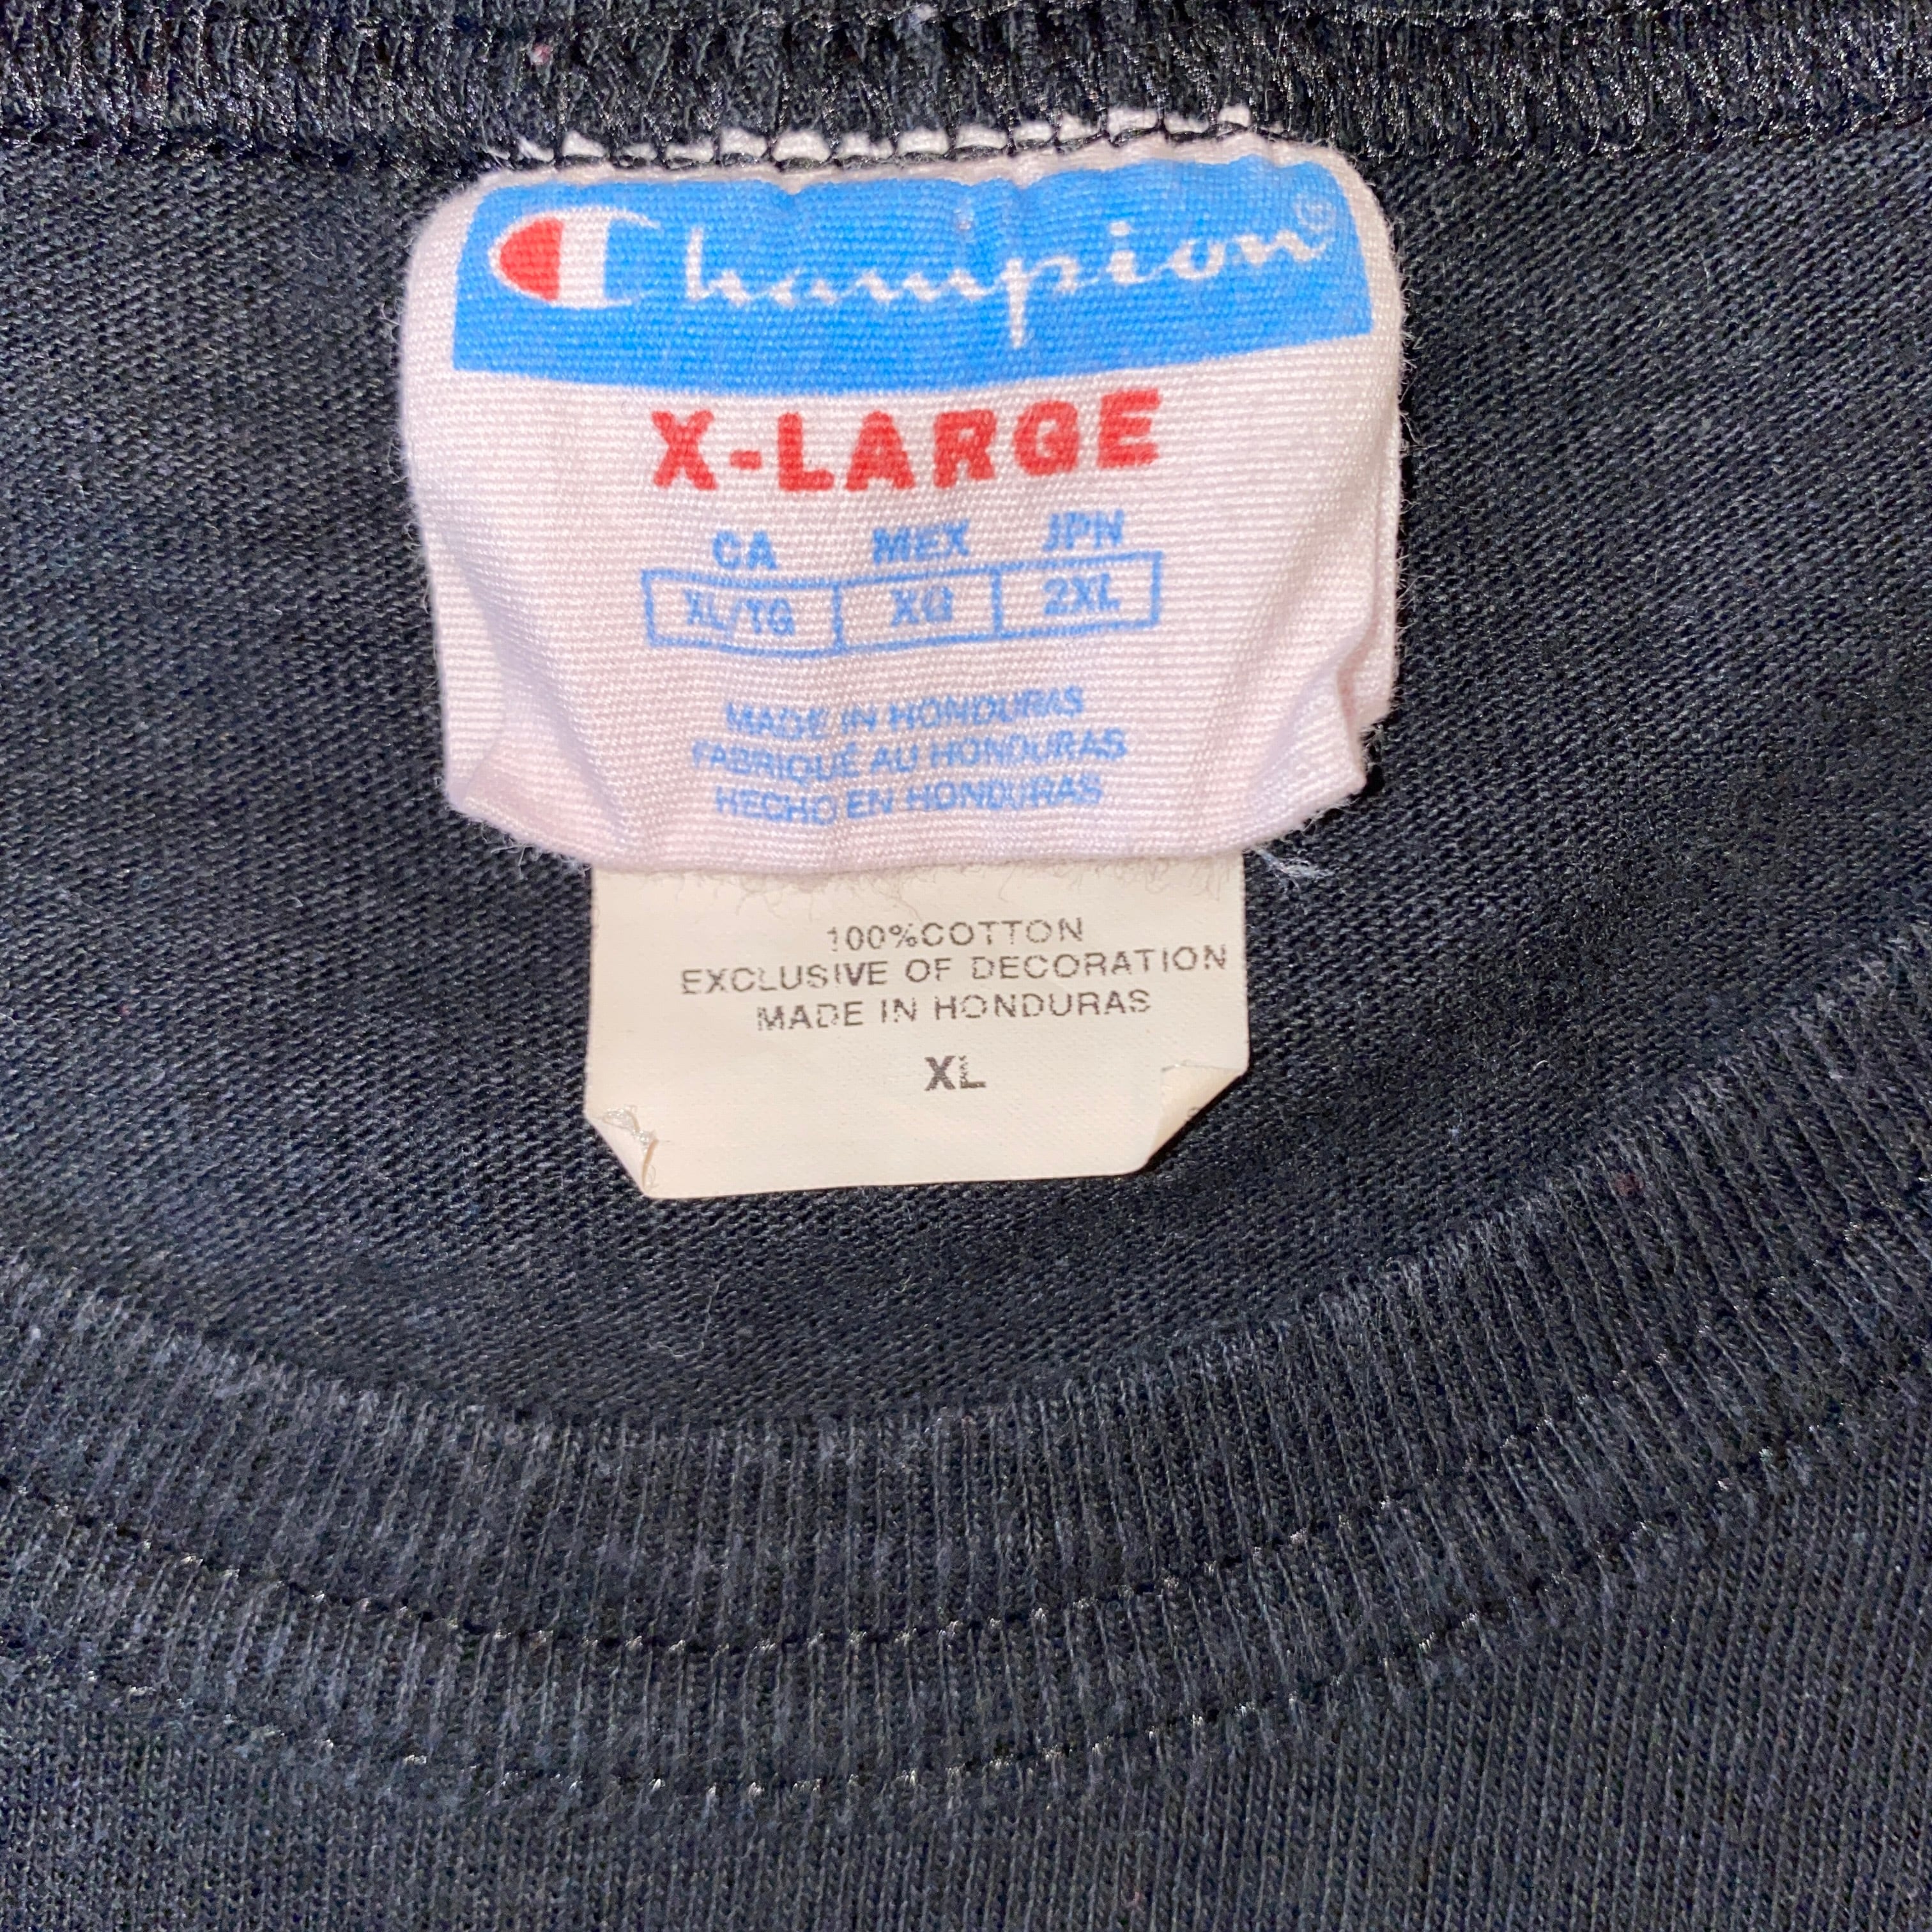 Champion®
X-LARGE
CA MEX JPN
XL/TG XG 2XL
MADE IN HONDURAS
FABRIQUÉ AU HONDURAS
HECHO EN HONDURAS
100%COTTON
EXCLUSIVE OF DECORATION
MADE IN HONDURAS
XL